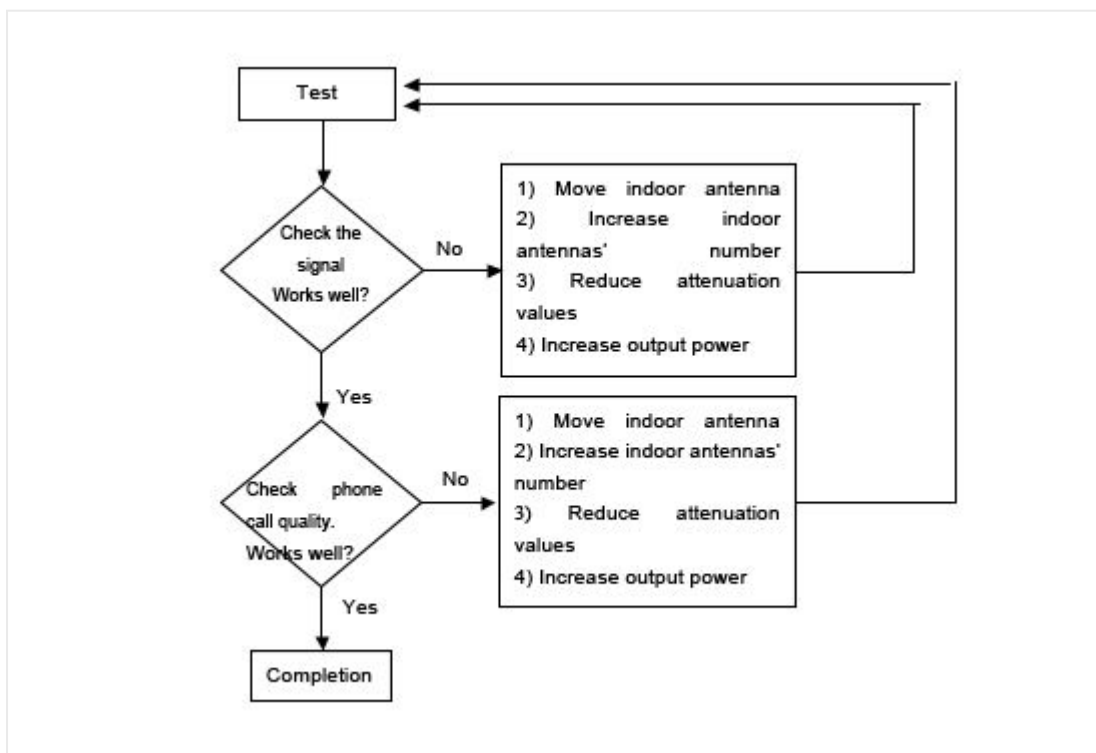 Test
Check the
signal
Works well?
No
1) Move indoor antenna
2) Increase indoor
antennas' number
3) Reduce attenuation
values
4) Increase output power
Yes
Check phone
call quality.
Works well?
No
1) Move indoor antenna
2) Increase indoor antennas'
number
3) Reduce attenuation
values
4) Increase output power
Yes
Completion